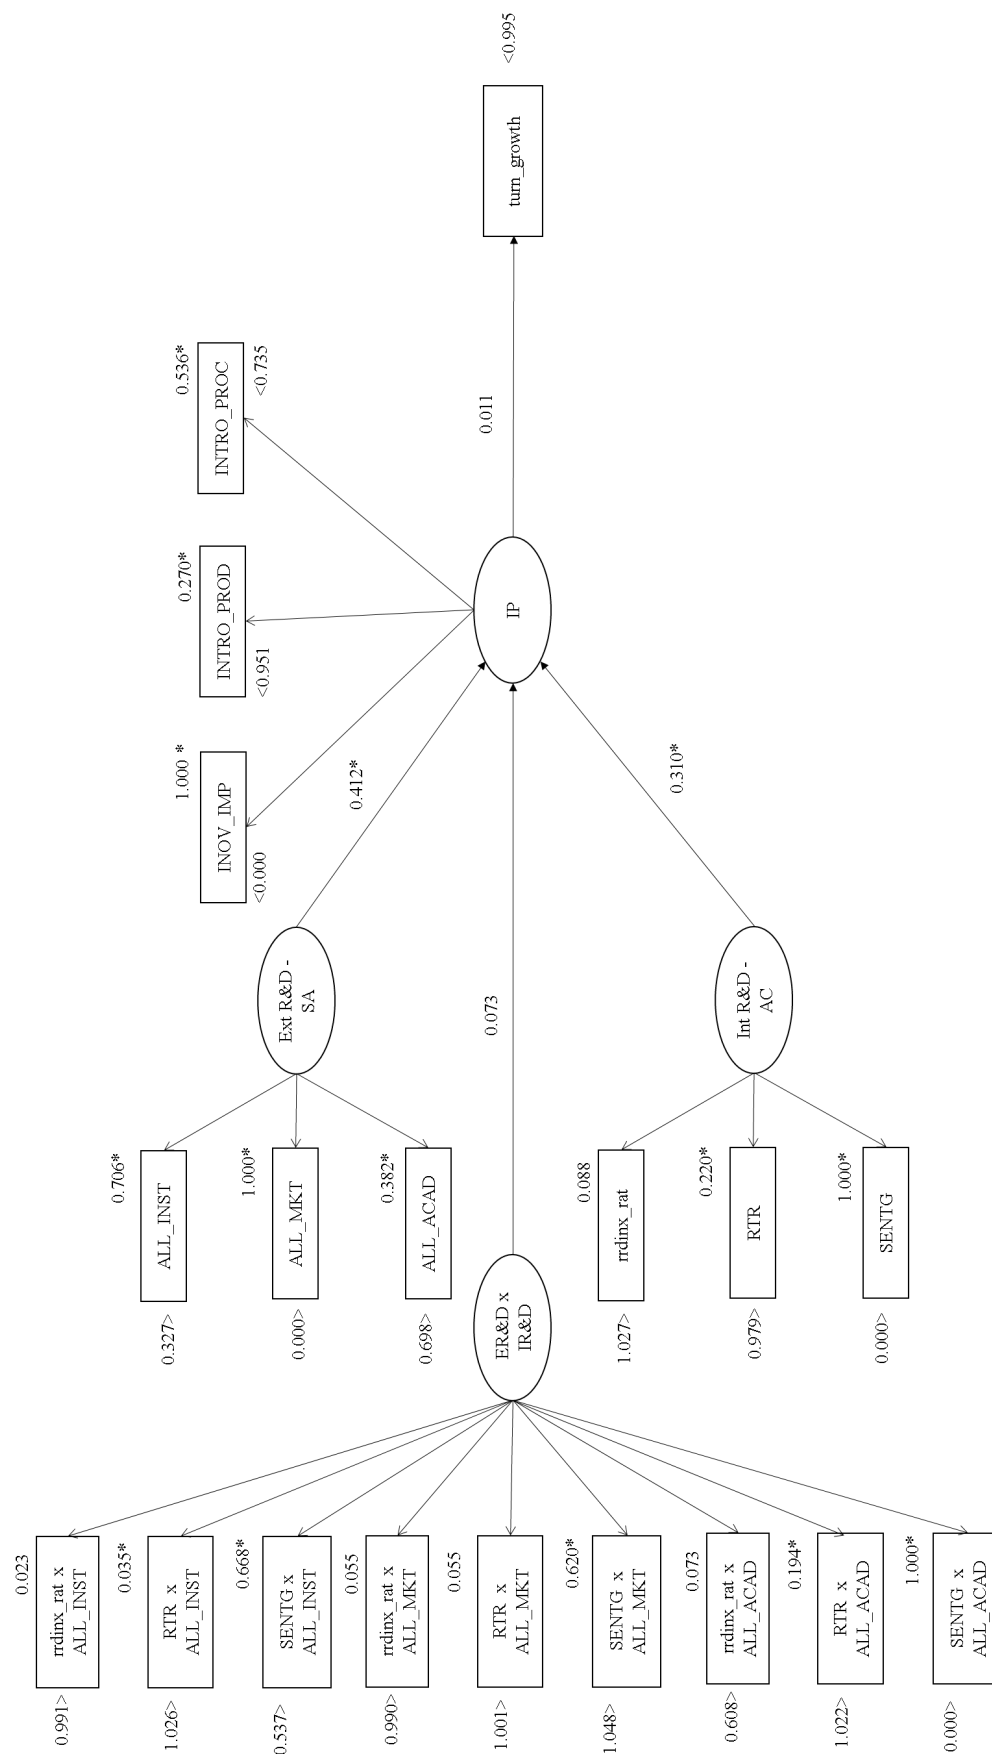 0.991>
rrdinx_rat x
ALL_INST
0.023
1.026>
RTR x
ALL_INST
0.035*
0.537>
SENTG x
ALL_INST
0.668*
0.990>
rrdinx_rat x
ALL_MKT
0.055
1.001>
RTR x
ALL_MKT
0.055
1.048>
SENTG x
ALL_MKT
0.620*
0.608>
rrdinx_rat x
ALL_ACAD
0.073
1.022>
RTR x
ALL_ACAD
0.194*
0.000>
SENTG x
ALL_ACAD
1.000*
ER&D x
IR&D
0.327>
ALL_INST
0.706*
0.000>
ALL_MKT
1.000*
0.698>
ALL_ACAD
0.382*
1.027>
rrdinx_rat
0.088
0.979>
RTR
0.220*
0.000>
SENTG
1.000*
Ext R&D -
SA
Int R&D -
AC
0.412*
0.073
0.310*
1.000 *
INOV_IMP
<0.000
0.270*
INTRO_PROD
<0.951
0.536*
INTRO_PROC
<0.735
IP
0.011
turn_growth
<0.995